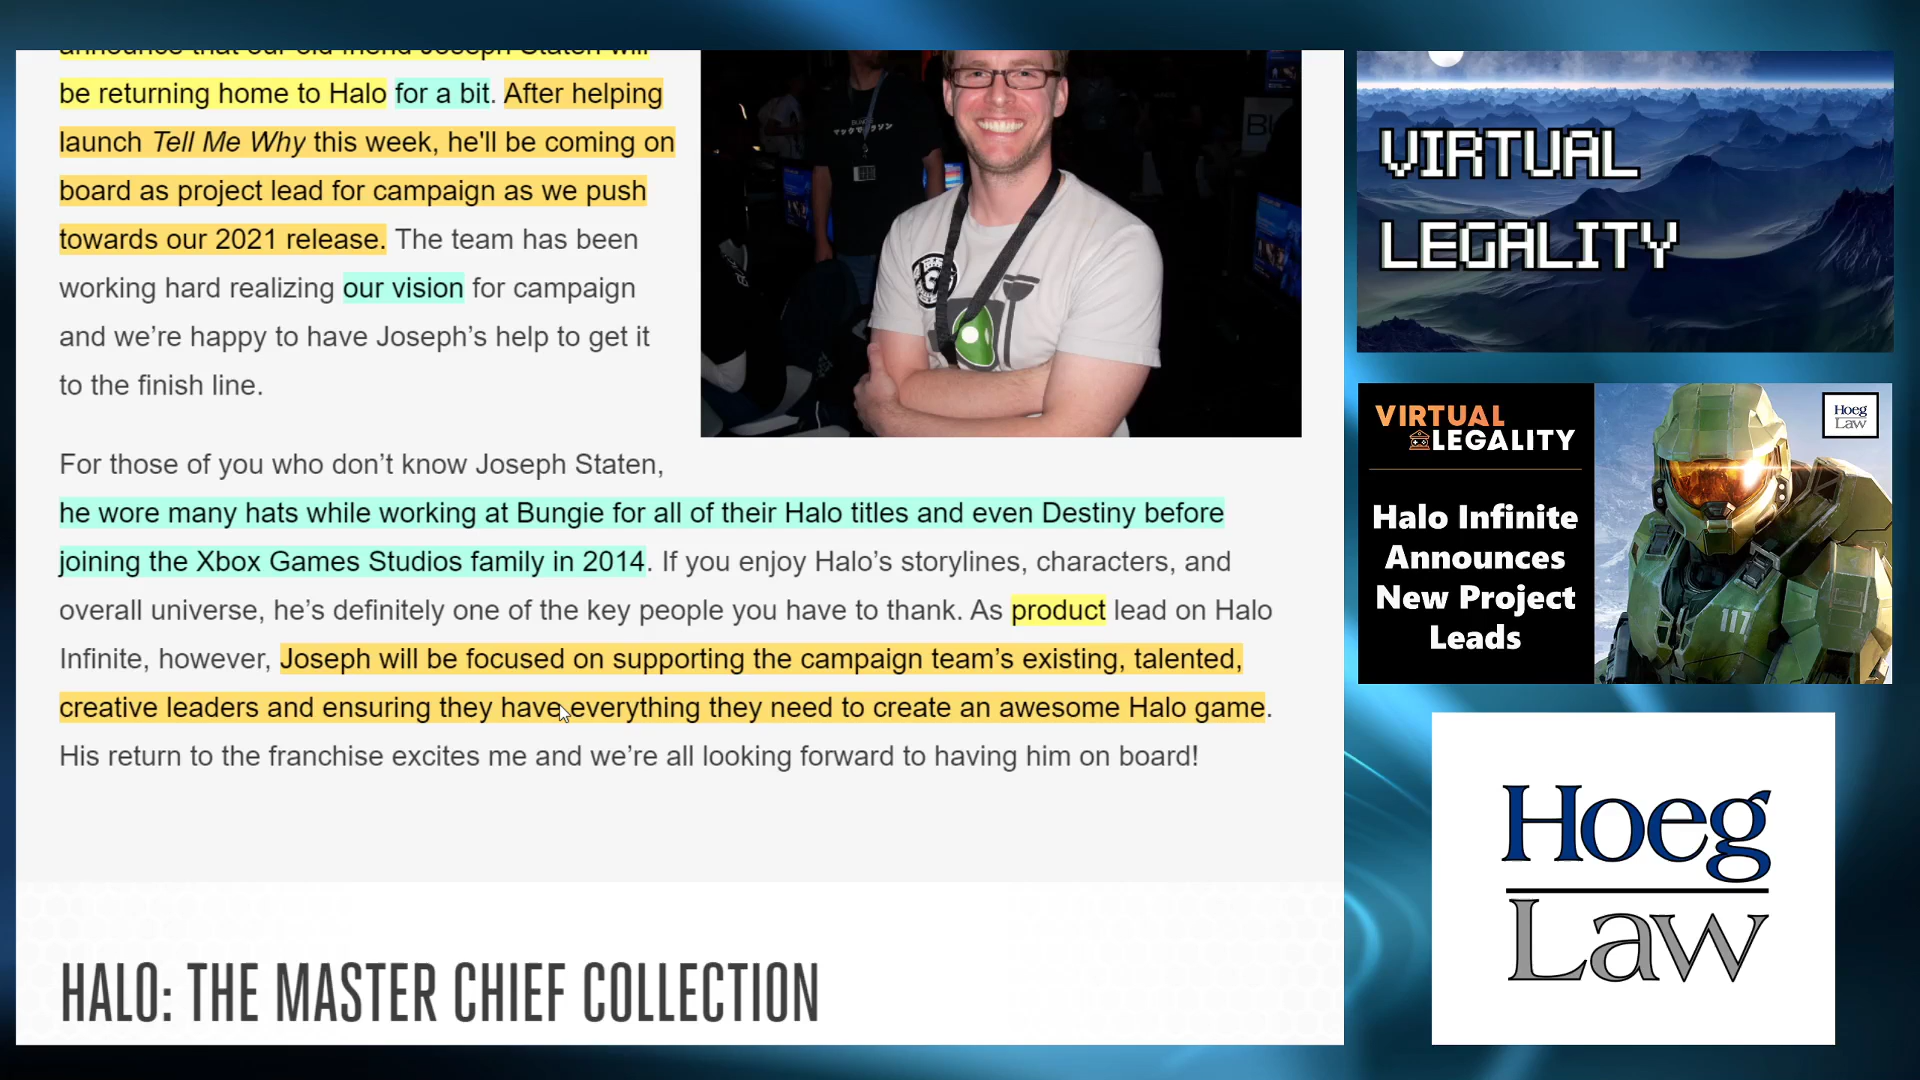 announce that our old friend Joseph Staten will
be returning home to Halo for a bit. After helping
launch Tell Me Why this week, he'll be coming on
board as project lead for campaign as we push
towards our 2021 release. The team has been
working hard realizing our vision for campaign
and we’re happy to have Joseph’s help to get it
to the finish line.
For those of you who don’t know Joseph Staten,
he wore many hats while working at Bungie for all of their Halo titles and even Destiny before
joining the Xbox Games Studios family in 2014. If you enjoy Halo’s storylines, characters, and
overall universe, he’s definitely one of the key people you have to thank. As product lead on Halo
Infinite, however, Joseph will be focused on supporting the campaign team’s existing, talented,
creative leaders and ensuring they have everything they need to create an awesome Halo game.
His return to the franchise excites me and we’re all looking forward to having him on board!
HALO: THE MASTER CHIEF COLLECTION
VIRTUAL
LEGALITY
VIRTUAL
LEGALITY
Halo Infinite
Announces
New Project
Leads
Hoeg
Law
117
Hoeg
Law